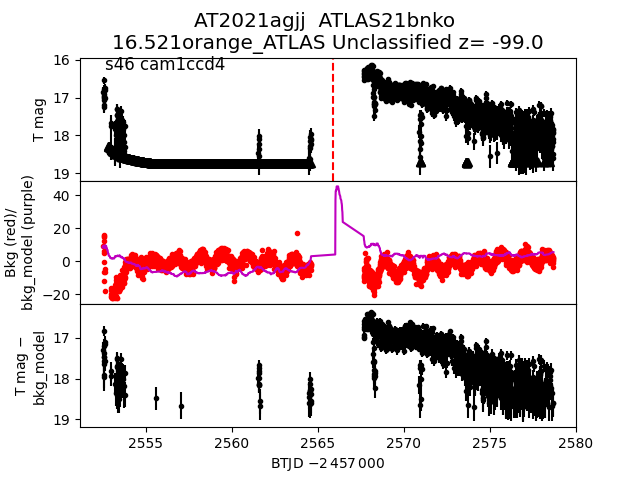 AT2021agjj  ATLAS21bnko
16.521orange_ATLAS Unclassified z= -99.0
s46 cam1ccd4
T mag
16
17
18
19
Bkg (red)/
bkg_model (purple)
40
20
0
−20
T mag −
bkg_model
17
18
19
2555
2560
2565
2570
2575
2580
BTJD −2 457 000